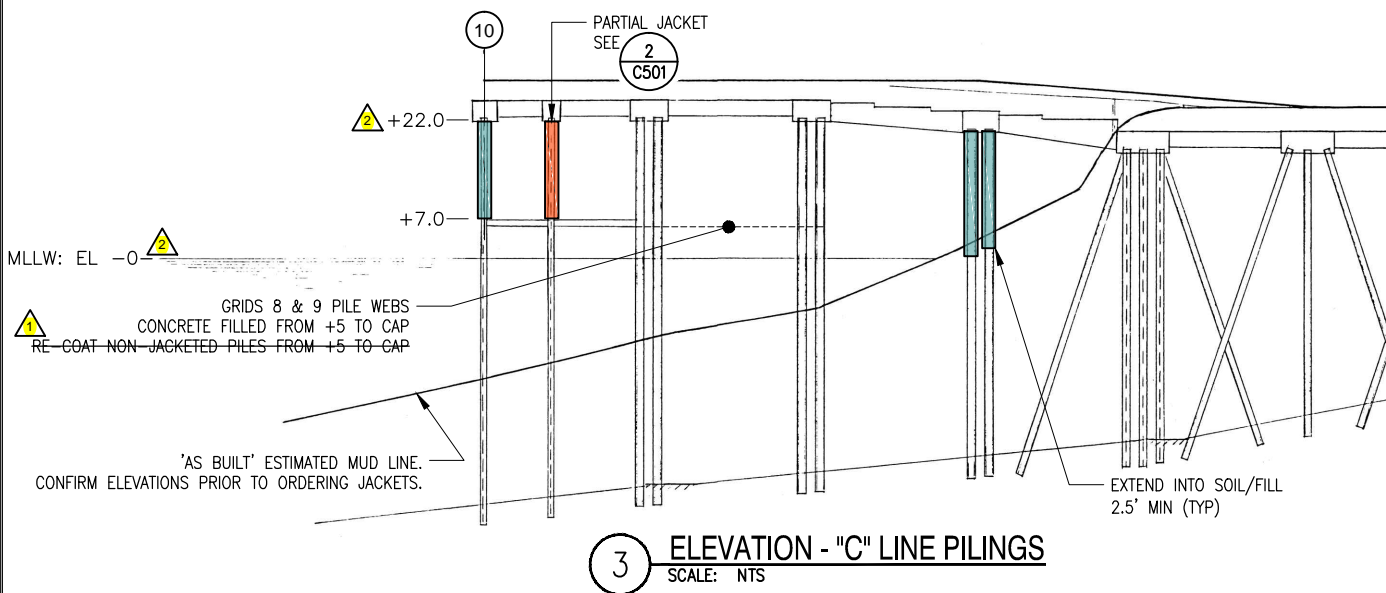 10
PARTIAL JACKET
SEE
2
C501
2
+22.0
+7.0
MLLW: EL -0
2
GRIDS 8 & 9 PILE WEBS
CONCRETE FILLED FROM +5 TO CAP
1
RE-COAT NON-JACKETED PILES FROM +5 TO CAP
'AS BUILT' ESTIMATED MUD LINE.
CONFIRM ELEVATIONS PRIOR TO ORDERING JACKETS.
EXTEND INTO SOIL/FILL
2.5' MIN (TYP)
3
ELEVATION - "C" LINE PILINGS
SCALE: NTS